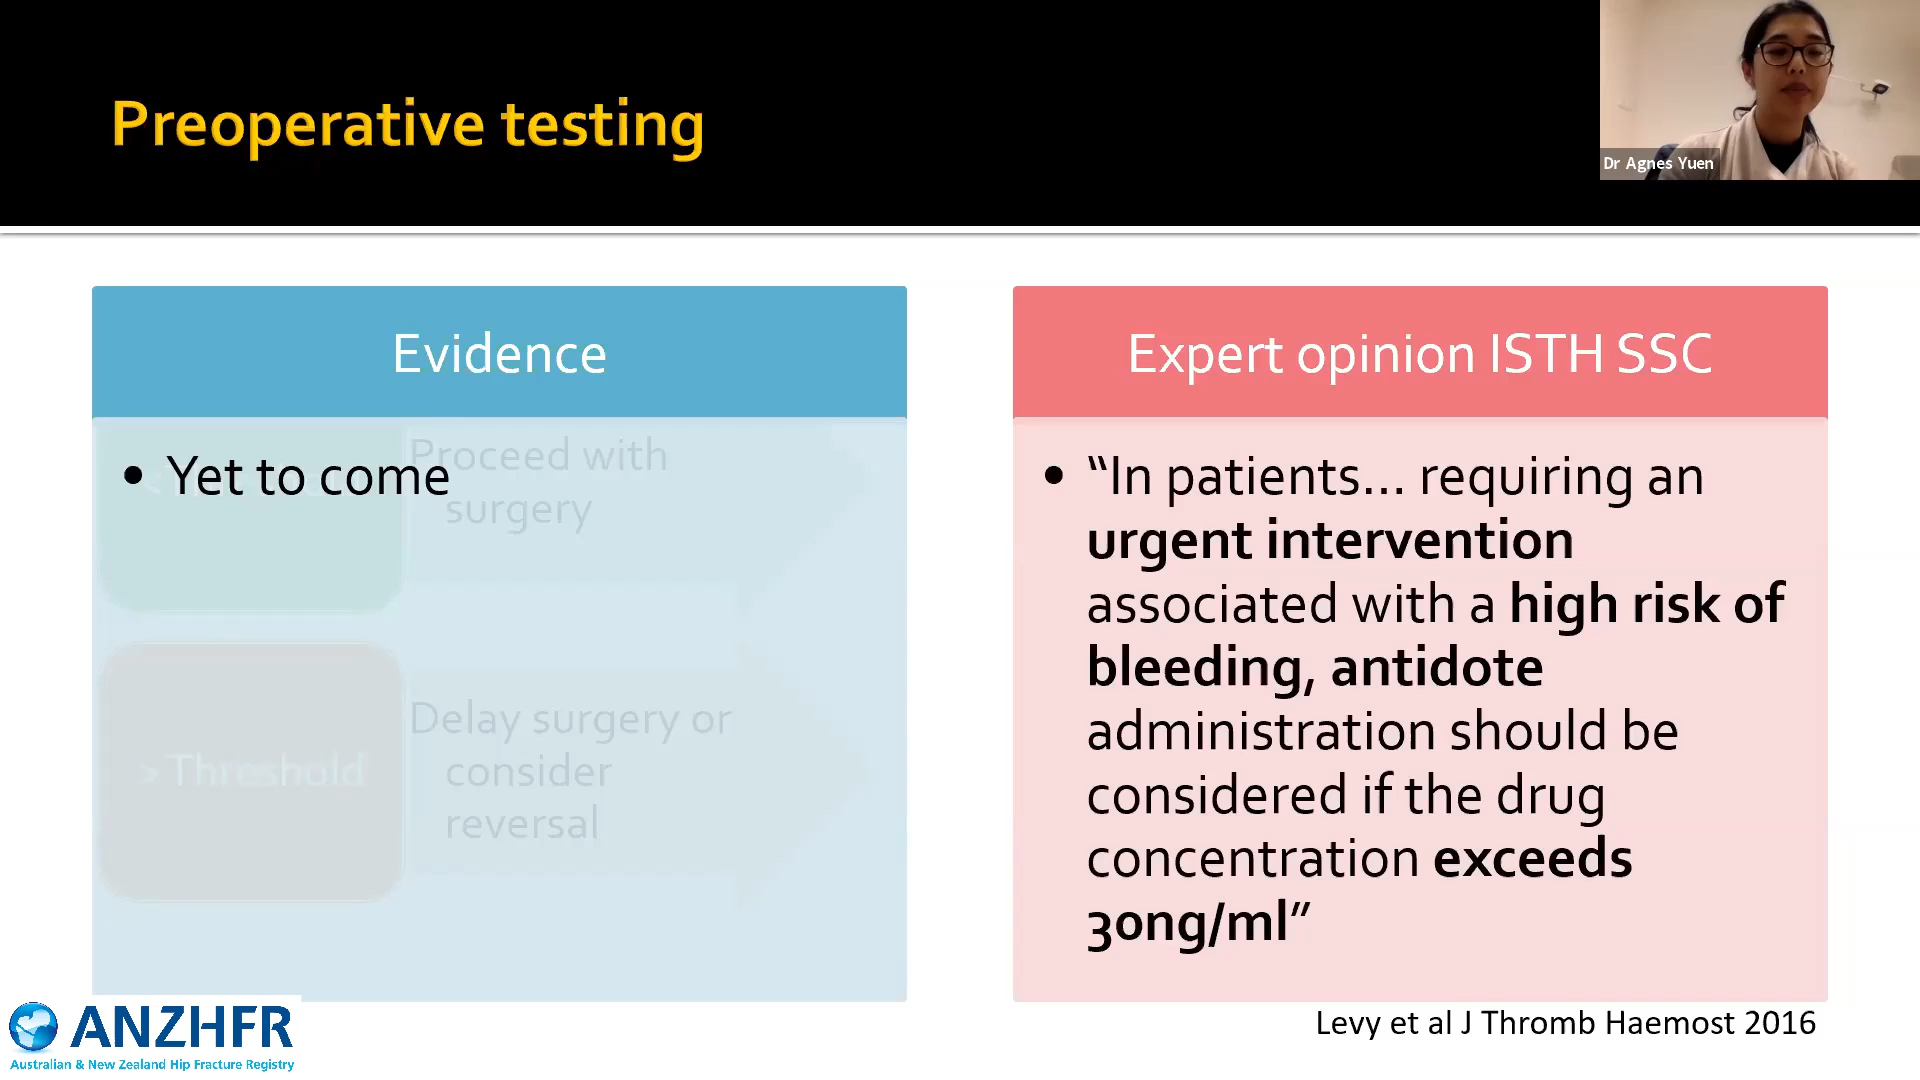 Preoperative testing
Dr Agnes Yuen
Evidence
• Yet to come
Proceed with
surgery
> Threshold
Delay surgery or
consider
reversal
Expert opinion ISTH SSC
• “In patients... requiring an
urgent intervention
associated with a high risk of
bleeding, antidote
administration should be
considered if the drug
concentration exceeds
30ng/ml”
Levy et al J Thromb Haemost 2016
ANZHFR
Australian & New Zealand Hip Fracture Registry